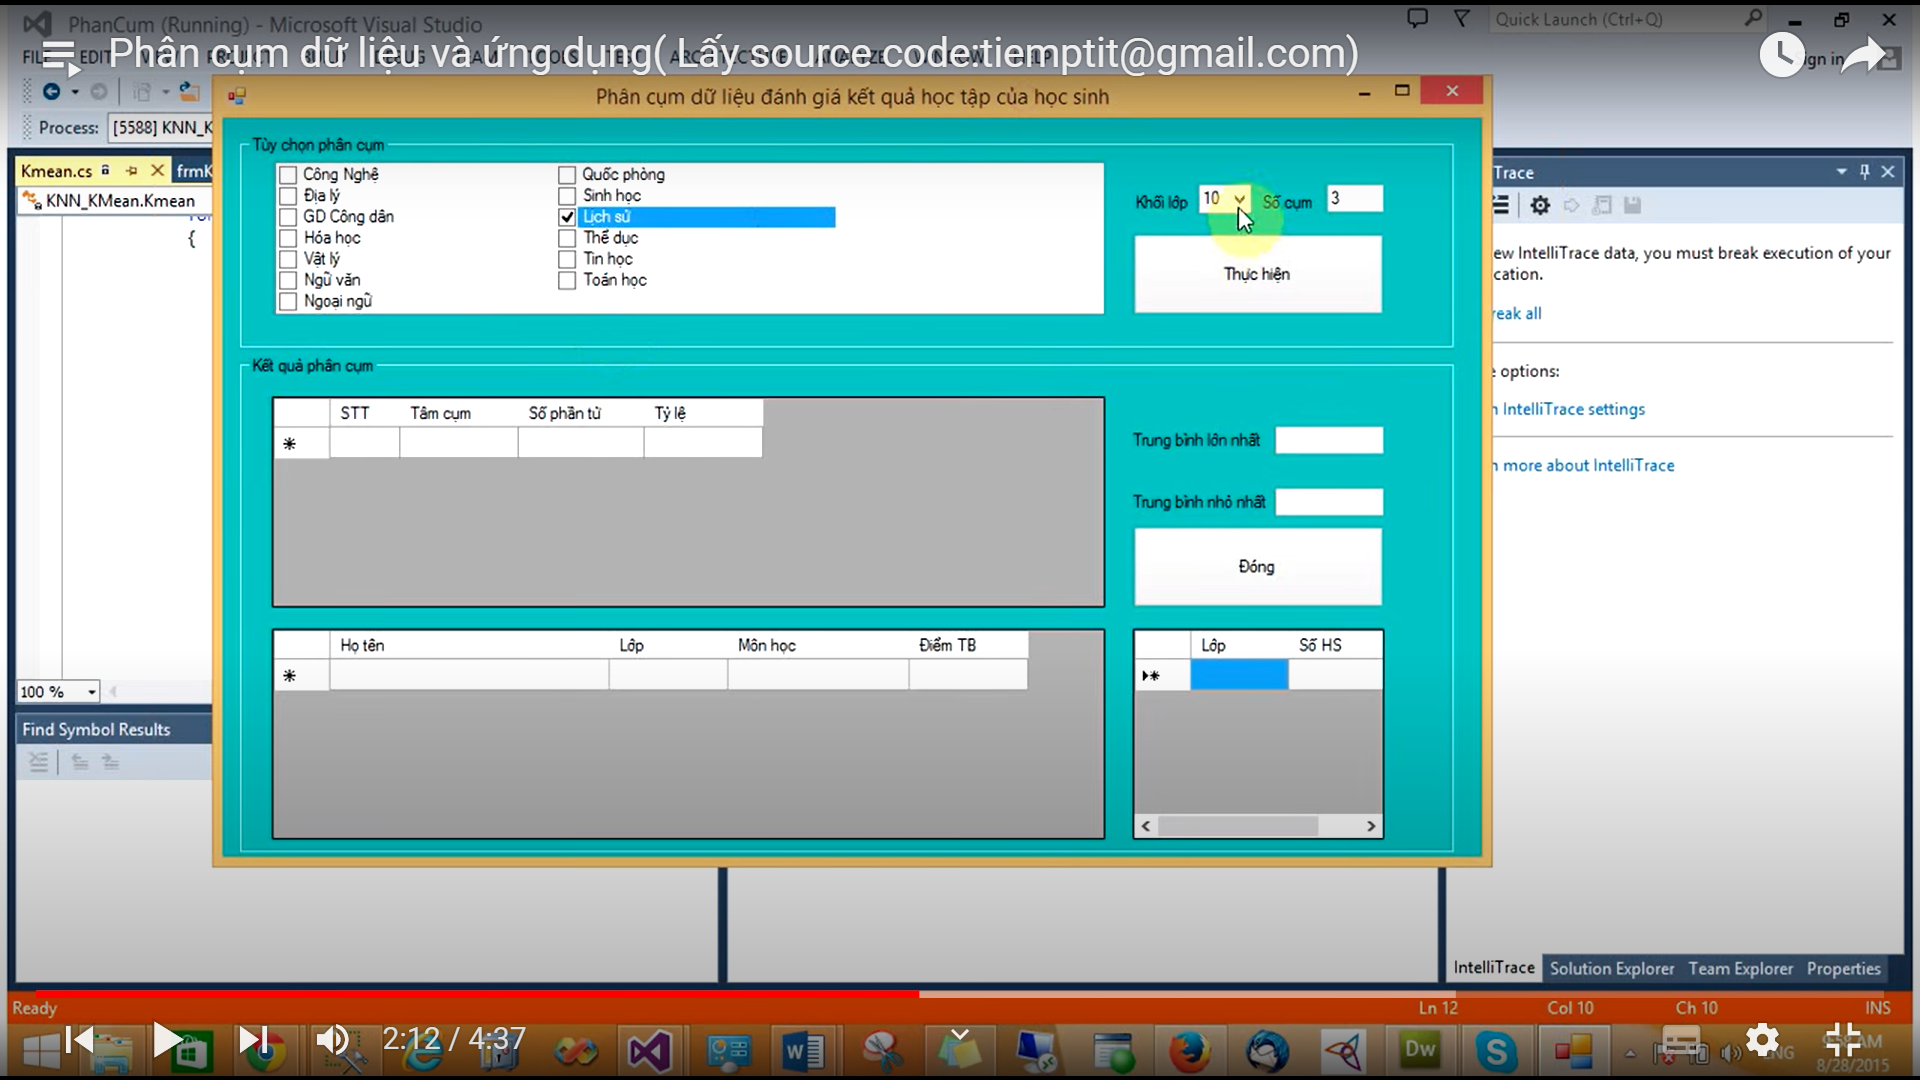 PhanCum (Running) - Microsoft Visual Studio
Quick Launch (Ctrl+Q)
Phân cụm dữ liệu và ứng dụng( Lấy source code:tiemptit@gmail.com)
Phân cụm dữ liệu đánh giá kết quả học tập của học sinh
Process: [5588] KNN_K
Kmean.cs
frmK
KNN_KMean.Kmean
{
Tùy chọn phân cụm
Công Nghệ
Địa lý
GD Công dân
Hóa học
Vật lý
Ngữ văn
Ngoại ngữ
Quốc phòng
Sinh học
Lịch sử
Thể dục
Tin học
Toán học
Khối lớp 10 Số cụm 3
Thực hiện
Kết quả phân cụm
STT Tâm cụm Số phần tử Tỷ lệ
Trung bình lớn nhất
Trung bình nhỏ nhất
Đóng
Họ tên Lớp Môn học Điểm TB
Lớp Số HS
Trace
ew IntelliTrace data, you must break execution of your
cation.
reak all
options:
IntelliTrace settings
more about IntelliTrace
100 %
Find Symbol Results
IntelliTrace Solution Explorer Team Explorer Properties
Ready
Ln 12 Col 10 Ch 10 INS
2:12 / 4:37
W
Dw
S
8/28/2015